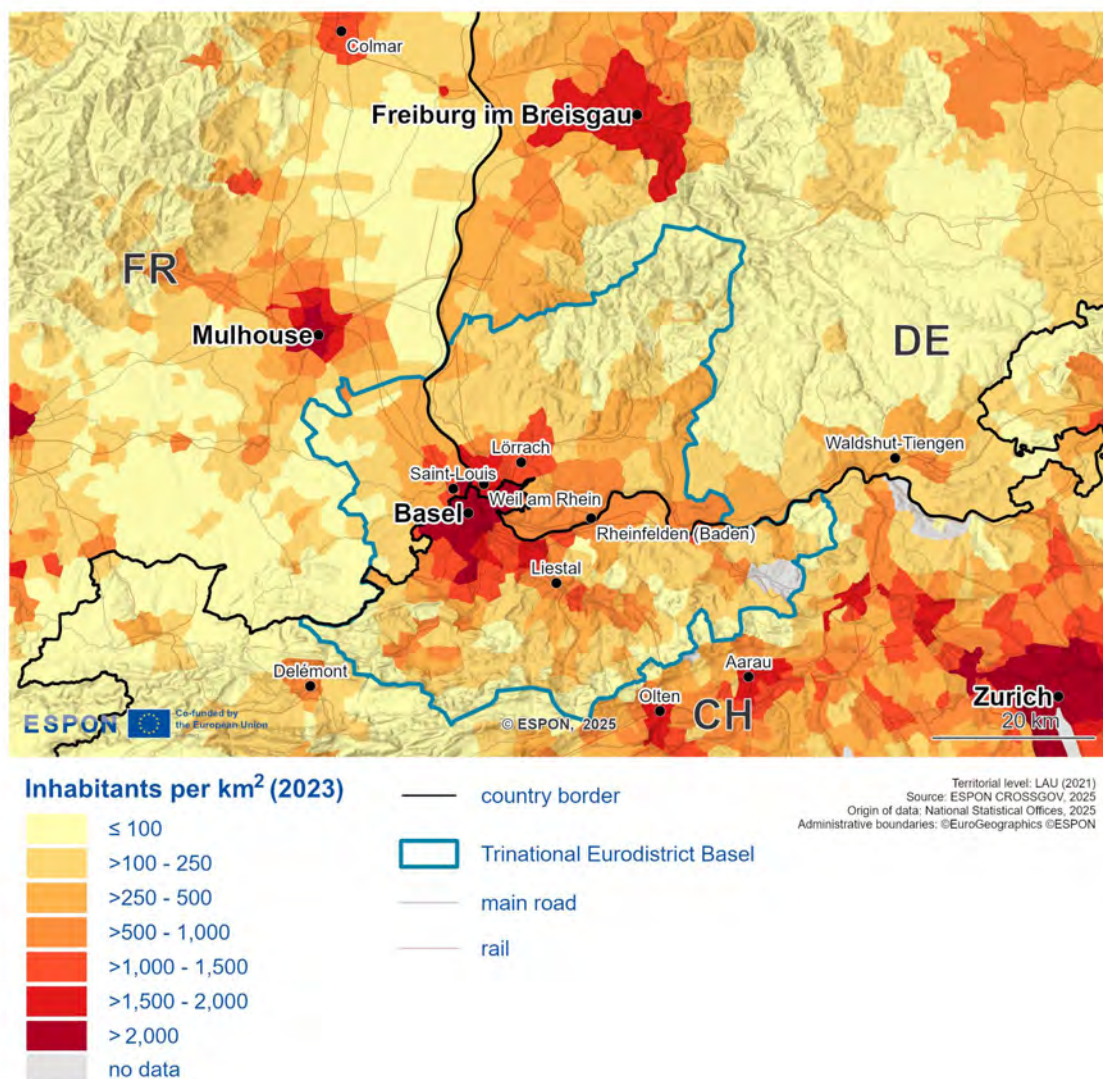 Colmar
Freiburg im Breisgau
FR
Mulhouse
DE
Lörrach
Waldshut-Tiengen
Saint-Louis
Weil am Rhein
Basel
Rheinfelden (Baden)
Liestal
Delémont
Aarau
Olten
CH
Zurich
20 km
ESPON
Co-funded by
the European Union
© ESPON, 2025
Inhabitants per km² (2023)
≤ 100
>100 - 250
>250 - 500
>500 - 1,000
>1,000 - 1,500
>1,500 - 2,000
> 2,000
no data
country border
Trinational Eurodistrict Basel
main road
rail
Territorial level: LAU (2021)
Source: ESPON CROSSGOV, 2025
Origin of data: National Statistical Offices, 2025
Administrative boundaries: ©EuroGeographics ©ESPON